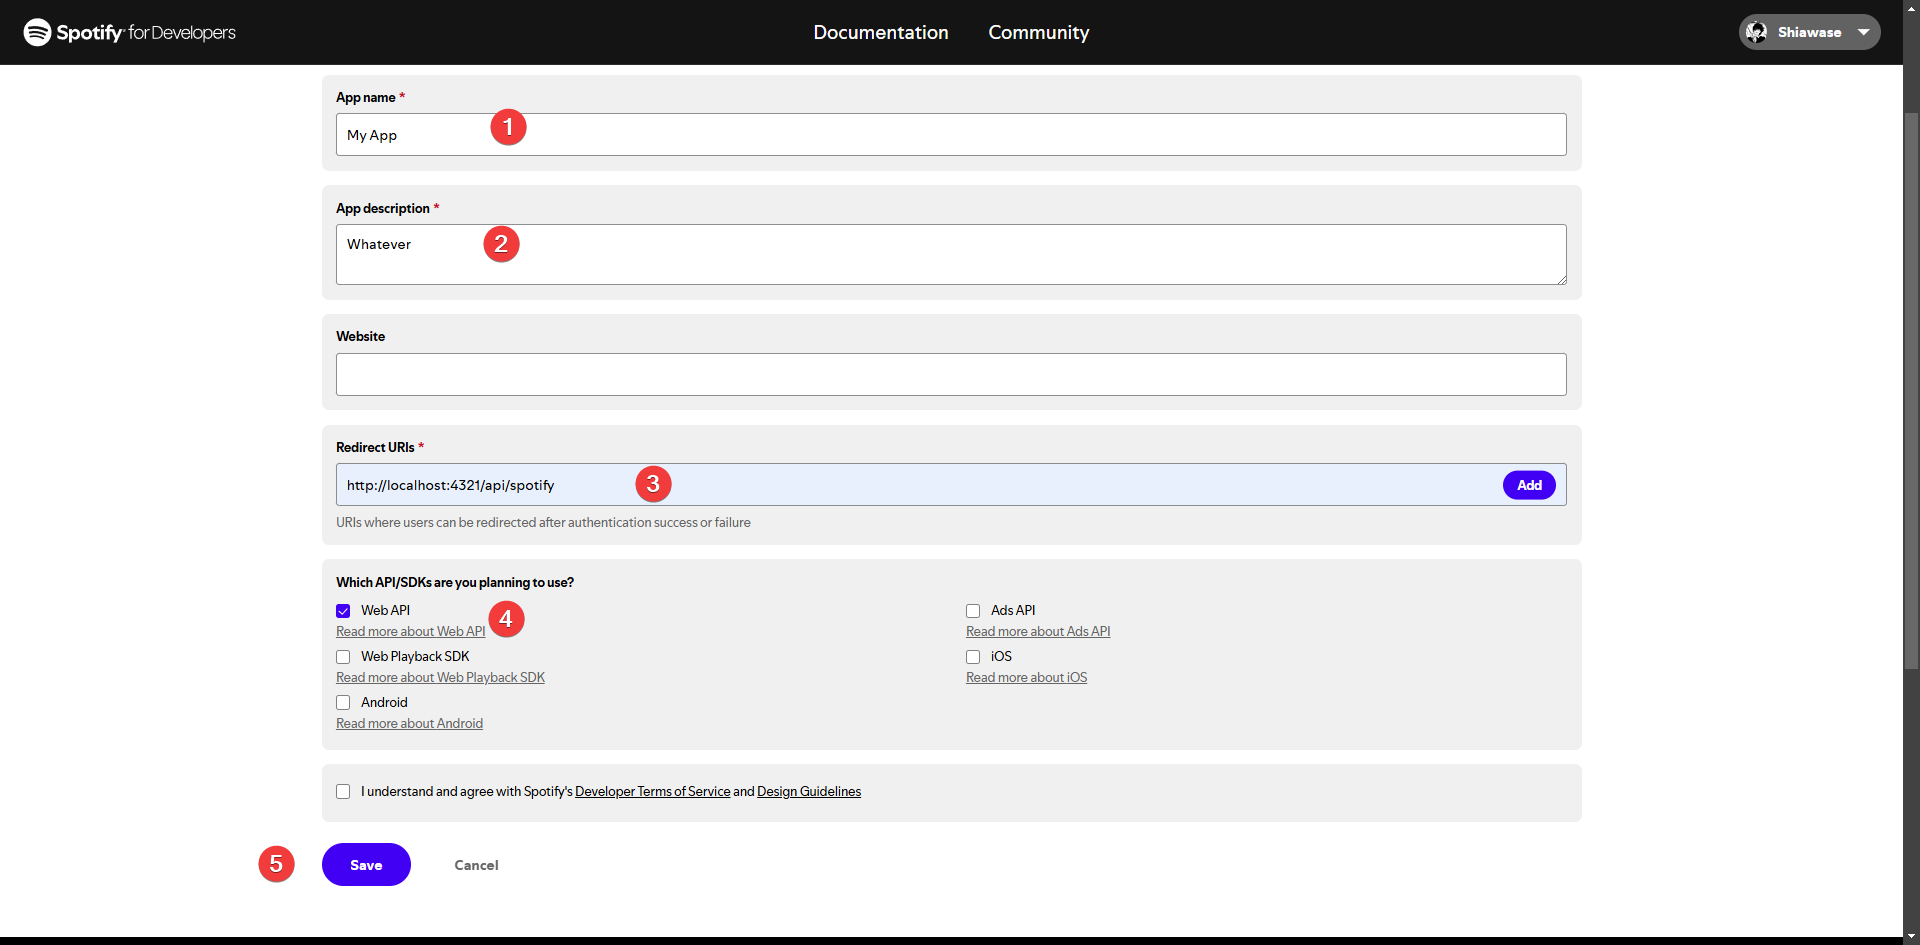 Spotify for Developers
Documentation
Community
Shiawase
App name *
My App
1
App description *
Whatever
2
Website
Redirect URIs *
http://localhost:4321/api/spotify
3
Add
URIs where users can be redirected after authentication success or failure
Which API/SDKs are you planning to use?
Web API
Read more about Web API
4
Ads API
Read more about Ads API
Web Playback SDK
Read more about Web Playback SDK
iOS
Read more about iOS
Android
Read more about Android
I understand and agree with Spotify's Developer Terms of Service and Design Guidelines
5
Save
Cancel